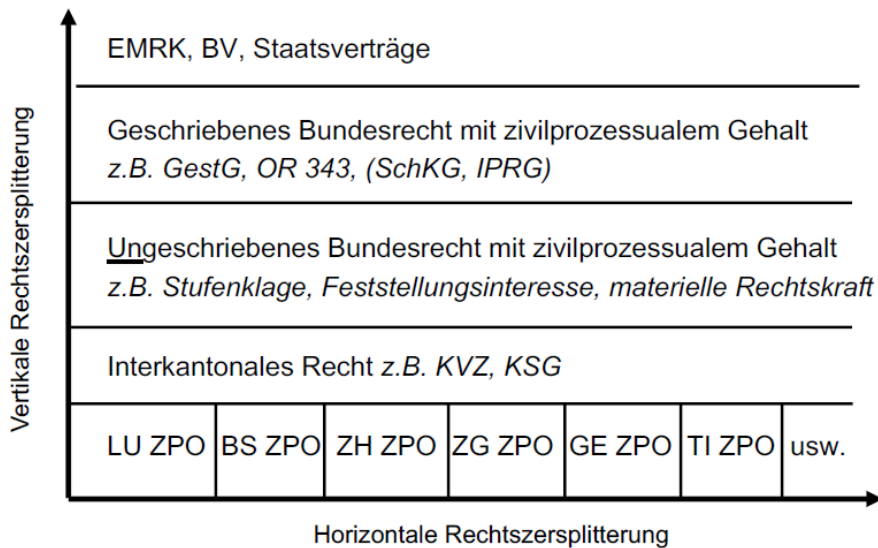 Vertikale Rechtszersplitterung
EMRK, BV, Staatsverträge
Geschriebenes Bundesrecht mit zivilprozessualem Gehalt
z.B. GestG, OR 343, (SchKG, IPRG)
Ungeschriebenes Bundesrecht mit zivilprozessualem Gehalt
z.B. Stufenklage, Feststellungsinteresse, materielle Rechtskraft
Interkantonales Recht z.B. KVZ, KSG
LU ZPO BS ZPO ZH ZPO ZG ZPO GE ZPO TI ZPO usw.
Horizontale Rechtszersplitterung